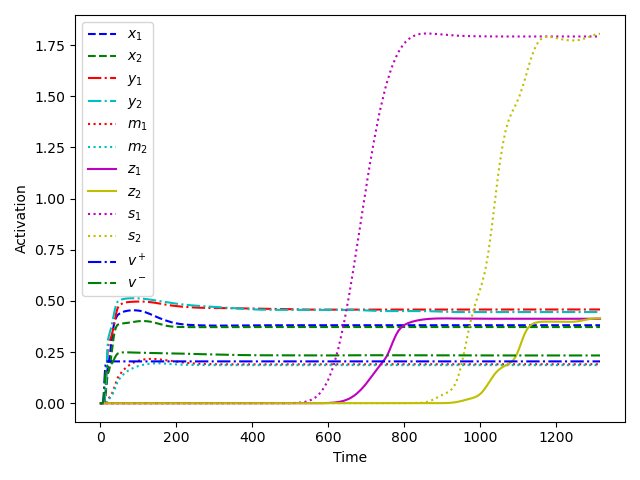 x₁
x₂
y₁
y₂
m₁
m₂
z₁
z₂
s₁
s₂
v⁺
v⁻
1.75
1.50
1.25
1.00
0.75
0.50
0.25
0.00
Activation
0 200 400 600 800 1000 1200
Time